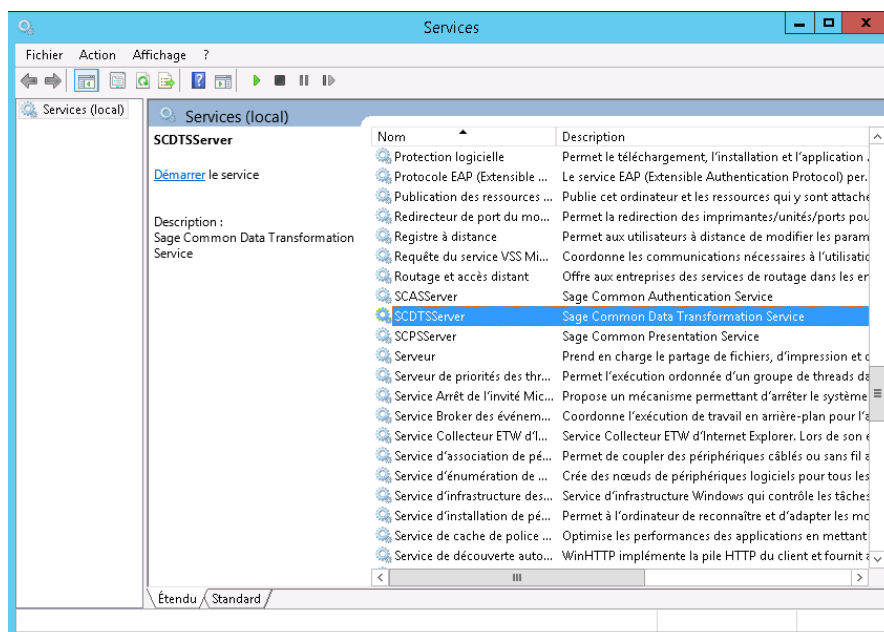 Services
Fichier Action Affichage ?
Services (local)
Services (local)
SCDTSServer
Démarrer le service
Description :
Sage Common Data Transformation
Service
Nom Description
Protection logicielle Permet le téléchargement, l'installation et l'application
Protocole EAP (Extensible ... Le service EAP (Extensible Authentication Protocol) per.
Publication des ressources ... Publie cet ordinateur et les ressources qui y sont attaché
Redirecteur de port du mo... Permet la redirection des imprimantes/unités/ports pou
Registre à distance Permet aux utilisateurs à distance de modifier les param
Requête du service VSS Mi... Coordonne les communications nécessaires à l'utilisatio
Routage et accès distant Offre aux entreprises des services de routage dans les en
SCASServer Sage Common Authentication Service
SCDTSServer Sage Common Data Transformation Service
SCPSServer Sage Common Presentation Service
Serveur Prend en charge le partage de fichiers, d'impression et d
Serveur de priorités des thr... Permet l'exécution ordonnée d'un groupe de threads da
Service Arrêt de l'invité Mic... Propose un mécanisme permettant d'arrêter le système
Service Broker des événem... Coordonne l'exécution de travail en arrière-plan pour l'a
Service Collecteur ETW d'I... Service Collecteur ETW d'Internet Explorer. Lors de son e
Service d'association de pé... Permet de coupler des périphériques câblés ou sans fil a
Service d'énumération de ... Crée des nœuds de périphériques logiciels pour tous les
Service d'infrastructure des... Service d'infrastructure Windows qui contrôle les tâches
Service d'installation de pé... Permet à l'ordinateur de reconnaître et d'adapter les mo
Service de cache de police ... Optimise les performances des applications en mettant
Service de découverte auto... WinHTTP implémente la pile HTTP du client et fournit a
Étendu Standard